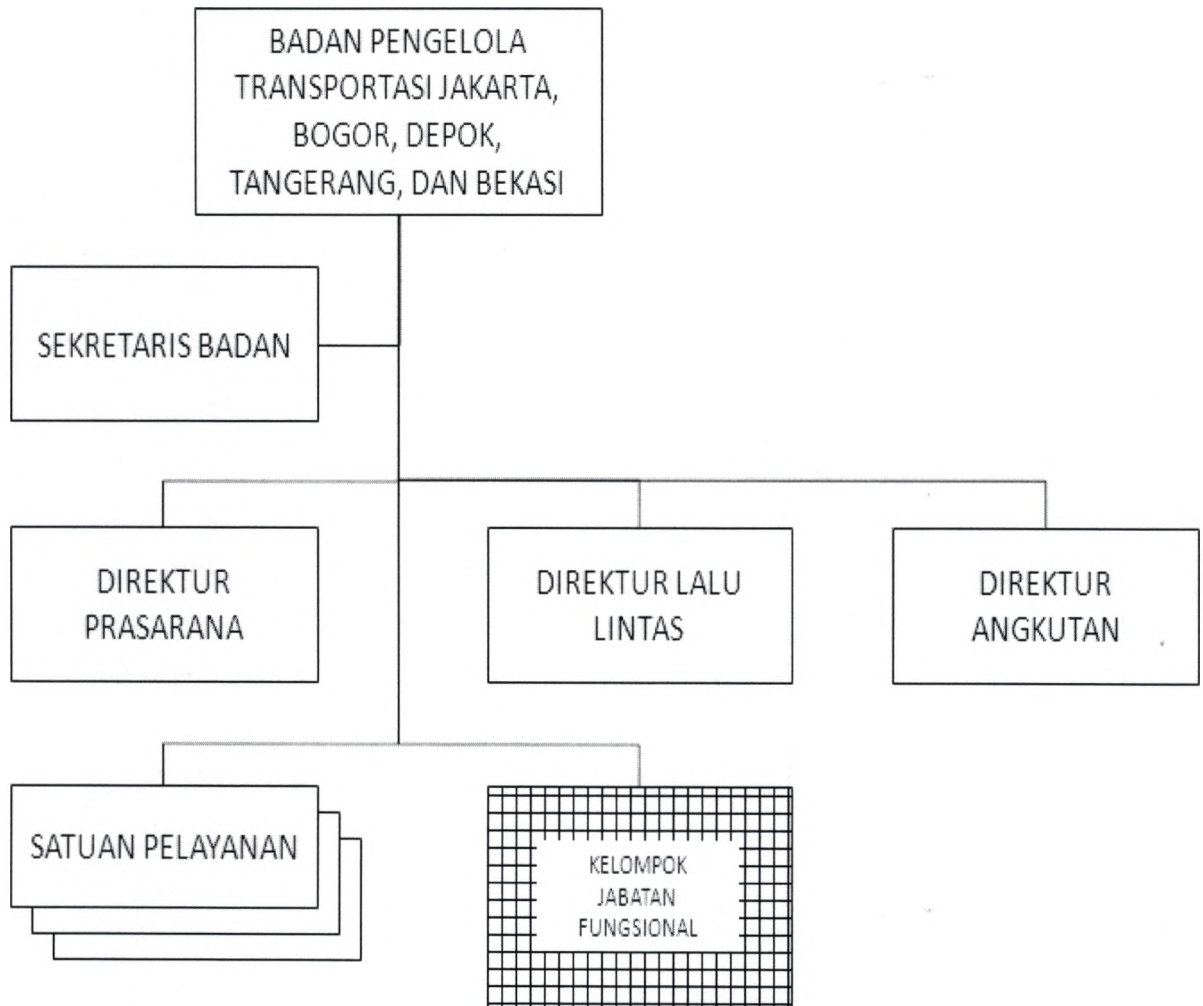 BADAN PENGELOLA
TRANSPORTASI JAKARTA,
BOGOR, DEPOK,
TANGERANG, DAN BEKASI
SEKRETARIS BADAN
DIREKTUR
PRASARANA
DIREKTUR LALU
LINTAS
DIREKTUR
ANGKUTAN
SATUAN PELAYANAN
KELOMPOK
JABATAN
FUNGSIONAL